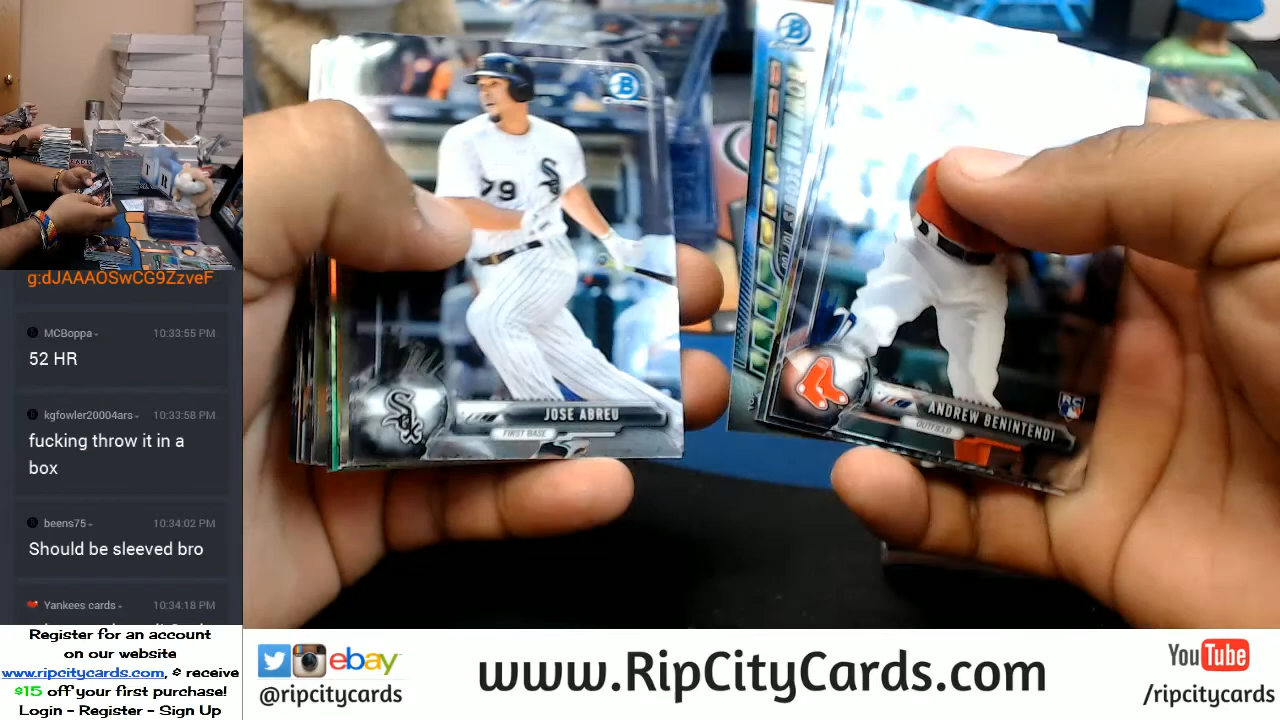 g:dJAAAOSwCG9ZzveF
MCBoppa 10:33:55 PM
52 HR
kgfowler20004ars 10:33:58 PM
fucking throw it in a
box
beens75 10:34:02 PM
Should be sleeved bro
Yankees cards 10:34:18 PM
Register for an account
on our website
www.ripcitycards.com, & receive
$15 off your first purchase!
Login - Register - Sign Up
B
79
Sox
Sox
JOSE ABREU
FIRST BASE
B
ANDREW BENINTENDI
OUTFIELD
ebay
@ripcitycards
www.RipCityCards.com
YouTube
/ripcitycards